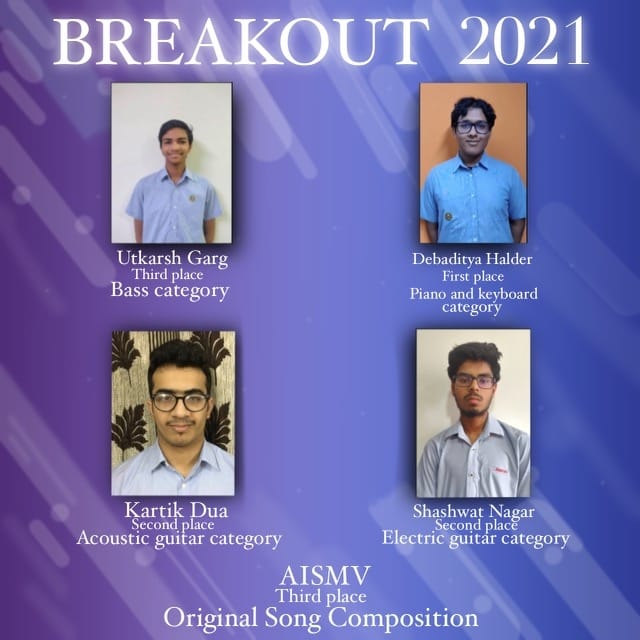 BREAKOUT 2021
Utkarsh Garg
Third place
Bass category
Debaditya Halder
First place
Piano and keyboard
category
Kartik Dua
Second place
Acoustic guitar category
Shashwat Nagar
Second place
Electric guitar category
AISMV
Third place
Original Song Composition